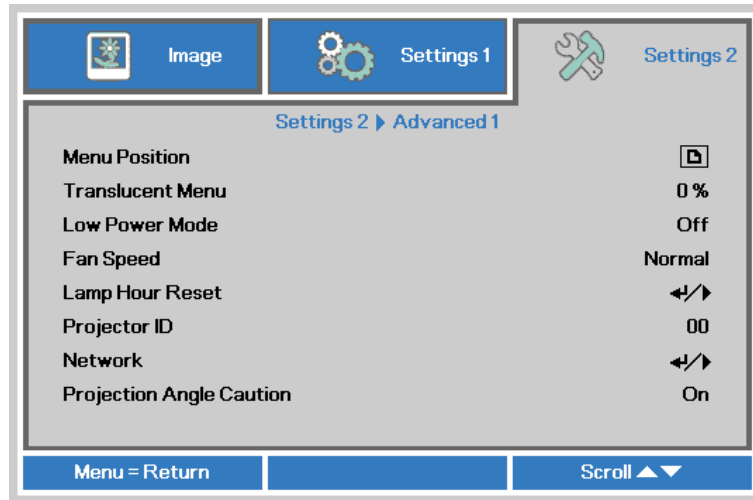 Image Settings 1 Settings 2
Settings 2 Advanced 1
Menu Position
Translucent Menu 0 %
Low Power Mode Off
Fan Speed Normal
Lamp Hour Reset
Projector ID 00
Network
Projection Angle Caution On
Menu = Return Scroll